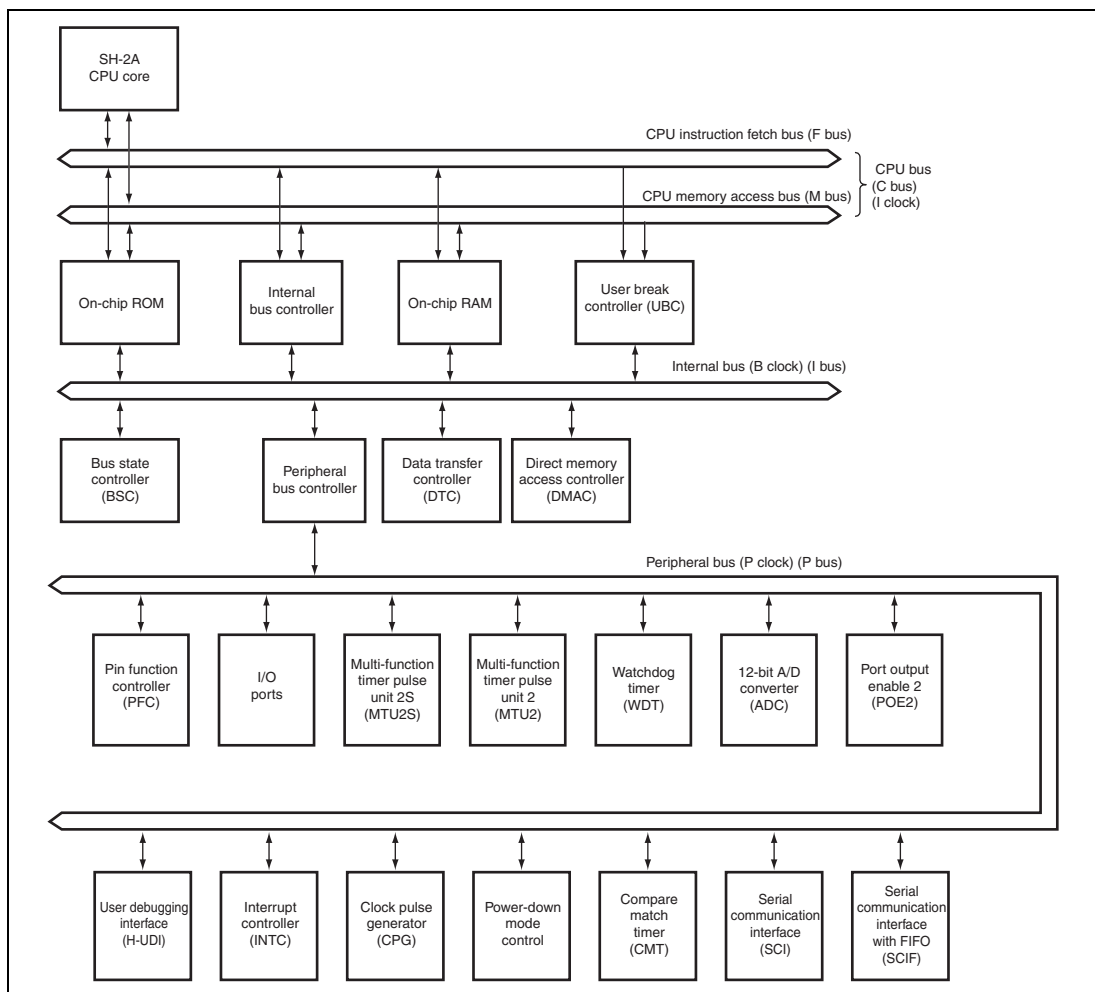 SH-2A
CPU core
CPU instruction fetch bus (F bus)
CPU bus
(C bus)
(I clock)
CPU memory access bus (M bus)
On-chip ROM
Internal
bus controller
On-chip RAM
User break
controller (UBC)
Internal bus (B clock) (I bus)
Bus state
controller
(BSC)
Peripheral
bus controller
Data transfer
controller
(DTC)
Direct memory
access controller
(DMAC)
Peripheral bus (P clock) (P bus)
Pin function
controller
(PFC)
I/O
ports
Multi-function
timer pulse
unit 2S
(MTU2S)
Multi-function
timer pulse
unit 2
(MTU2)
Watchdog
timer
(WDT)
12-bit A/D
converter
(ADC)
Port output
enable 2
(POE2)
User debugging
interface
(H-UDI)
Interrupt
controller
(INTC)
Clock pulse
generator
(CPG)
Power-down
mode
control
Compare
match
timer
(CMT)
Serial
communication
interface
(SCI)
Serial
communication
interface
with FIFO
(SCIF)